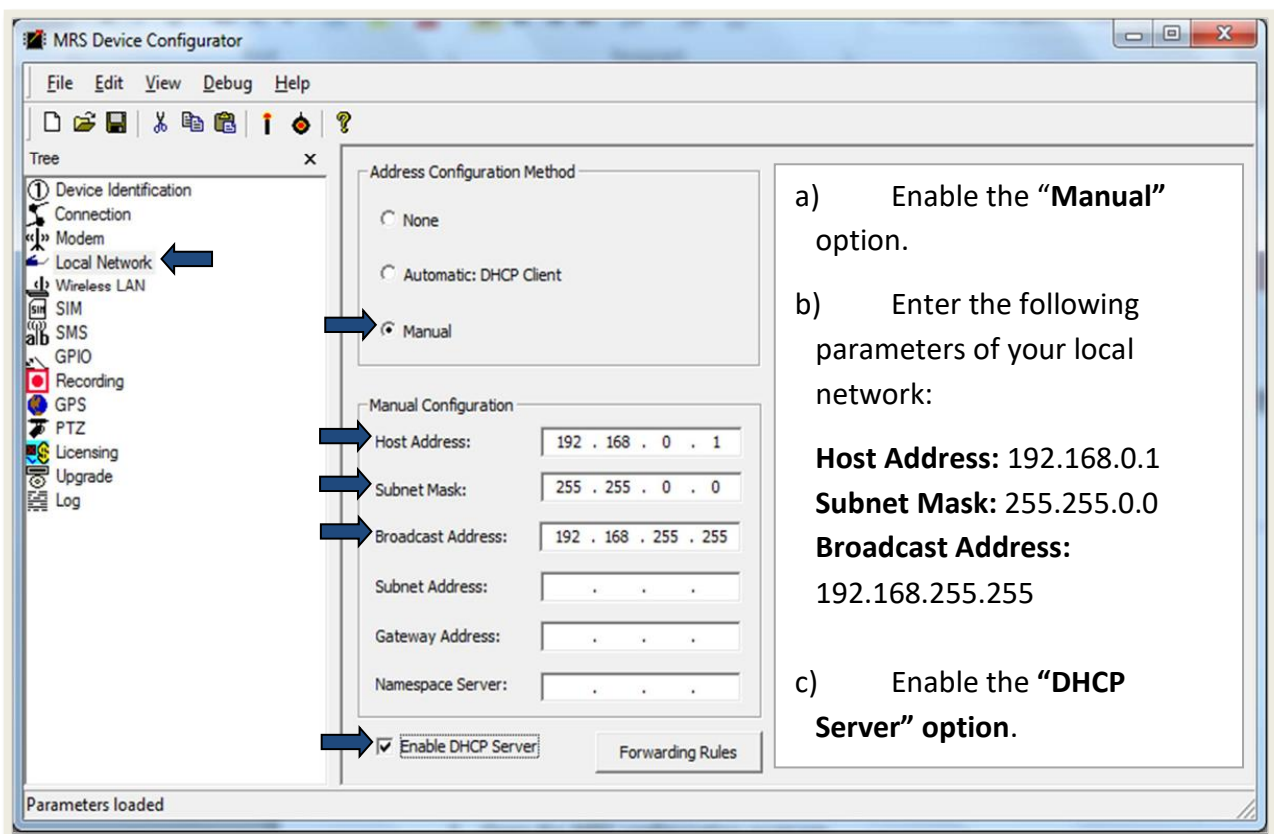 MRS Device Configurator
File Edit View Debug Help
Tree x
Device Identification
Connection
Modem
Local Network
Wireless LAN
SIM
SMS
GPIO
Recording
GPS
PTZ
Licensing
Upgrade
Log
Address Configuration Method
None
Automatic: DHCP Client
Manual
Manual Configuration
Host Address: 192 . 168 . 0 . 1
Subnet Mask: 255 . 255 . 0 . 0
Broadcast Address: 192 . 168 . 255 . 255
Subnet Address: . . .
Gateway Address: . . .
Namespace Server: . . .
Enable DHCP Server
Forwarding Rules
a) Enable the “Manual”
option.
b) Enter the following
parameters of your local
network:
Host Address: 192.168.0.1
Subnet Mask: 255.255.0.0
Broadcast Address:
192.168.255.255
c) Enable the “DHCP
Server” option.
Parameters loaded